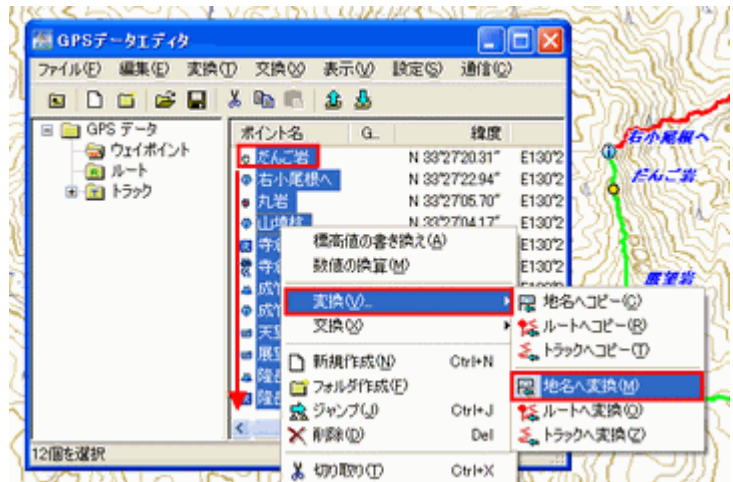 GPSデータエディタ
ファイル(F) 編集(E) 変換(T) 交換(X) 表示(V) 設定(S) 通信(C)
GPS データ
ウェイポイント
ルート
トラック
ポイント名 G... 緯度
だんご岩 N 33°27'20.31" E130°2
右小尾根へ N 33°27'22.94" E130°2
丸岩 N 33°27'05.70" E130°2
N 33°27'04.17" E130°2
標高値の書き換え(A)
数値の換算(M)
変換(V)...
交換(X)
新規作成(N) Ctrl+N
フォルダ作成(F)
ジャンプ(J) Ctrl+J
削除(D) Del
切り取り(T) Ctrl+X
地名へコピー(C)
ルートへコピー(R)
トラックへコピー(T)
地名へ変換(M)
ルートへ変換(O)
トラックへ変換(Z)
12個を選択
右小尾根へ
だんご岩
展望岩